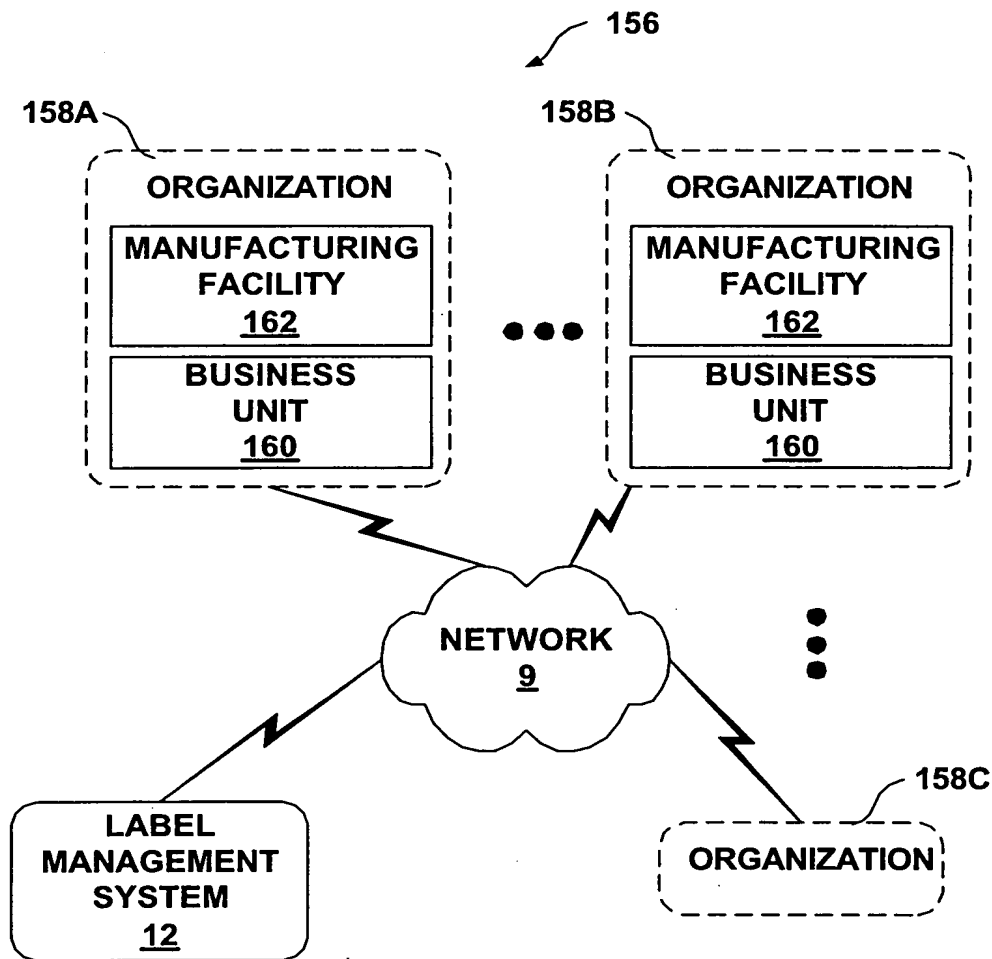 156
158A
158B
ORGANIZATION
MANUFACTURING
FACILITY
162
BUSINESS
UNIT
160
ORGANIZATION
MANUFACTURING
FACILITY
162
BUSINESS
UNIT
160
NETWORK
9
LABEL
MANAGEMENT
SYSTEM
12
158C
ORGANIZATION